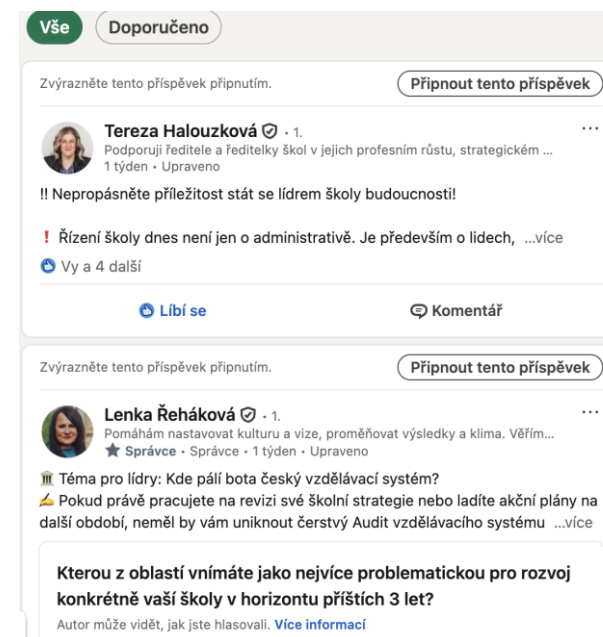 Vše Doporučeno
Zvýrazněte tento příspěvek připnutím. Připnout tento příspěvek
Tereza Halouzková · 1.
Podporuji ředitele a ředitelky škol v jejich profesním růstu, strategickém ...
1 týden • Upraveno
!! Nepropásněte příležitost stát se lídrem školy budoucnosti!
❗ Řízení školy dnes není jen o administrativě. Je především o lidech, ...více
Vy a 4 další
Líbí se Komentář
Zvýrazněte tento příspěvek připnutím. Připnout tento příspěvek
Lenka Řeháková · 1.
Pomáhám nastavovat kulturu a vize, proměňovat výsledky a klima. Věřím...
Správce • Správce • 1 týden • Upraveno
🏛️ Téma pro lídry: Kde pálí bota český vzdělávací systém?
✍️ Pokud právě pracujete na revizi své školní strategie nebo ladíte akční plány na
další období, neměl by vám uniknout čerstvý Audit vzdělávacího systému ...více
Kterou z oblastí vnímáte jako nejvíce problematickou pro rozvoj
konkrétně vaší školy v horizontu příštích 3 let?
Autor může vidět, jak jste hlasovali. Více informací